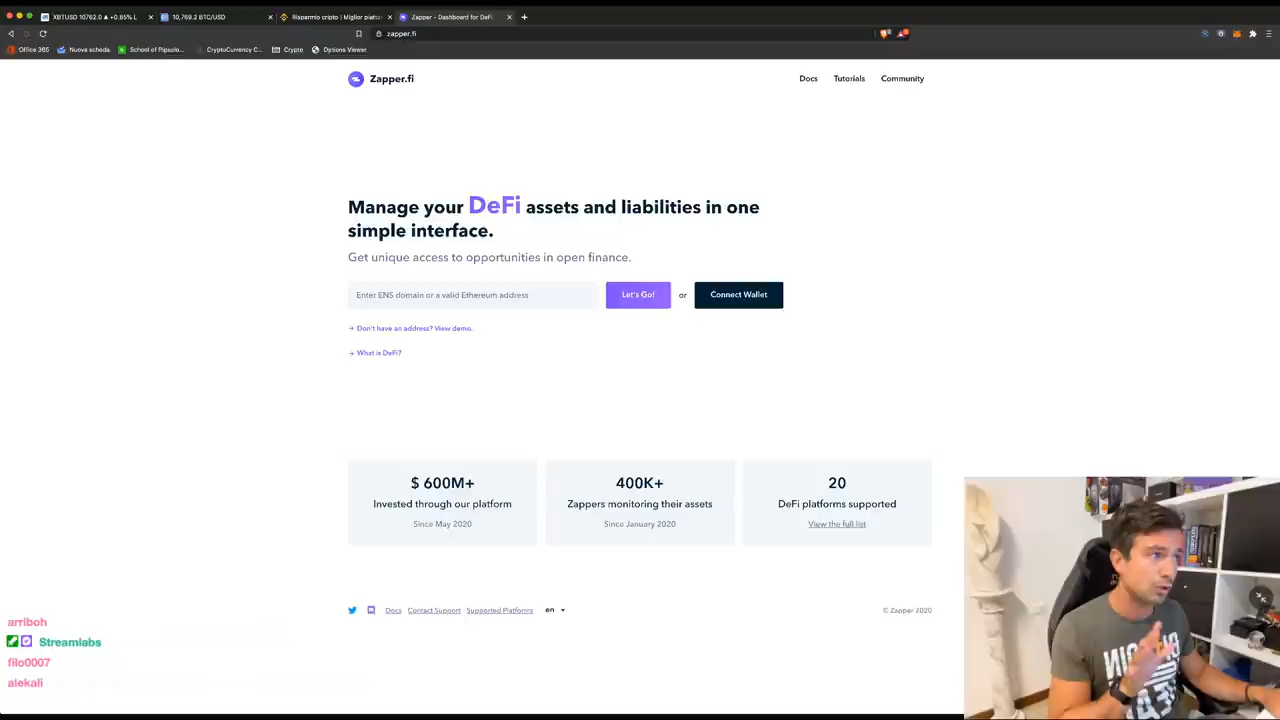 XBTUSD 10762.0 ▲ +0.85% L
10,769.2 BTC/USD
Risparmio cripto | Miglior piatta
Zapper - Dashboard for DeFi
zapper.fi
Office 365
Nuova scheda
School of Pipsolo...
CryptoCurrency C...
Crypto
Options Viewer
Zapper.fi
Docs
Tutorials
Community
Manage your DeFi assets and liabilities in one
simple interface.
Get unique access to opportunities in open finance.
Enter ENS domain or a valid Ethereum address
Let's Go!
or
Connect Wallet
→ Don't have an address? View demo.
→ What is DeFi?
$ 600M+
Invested through our platform
Since May 2020
400K+
Zappers monitoring their assets
Since January 2020
20
DeFi platforms supported
View the full list
Docs
Contact Support
Supported Platforms
en
© Zapper 2020
arriboh
Streamlabs
filo0007
alekali